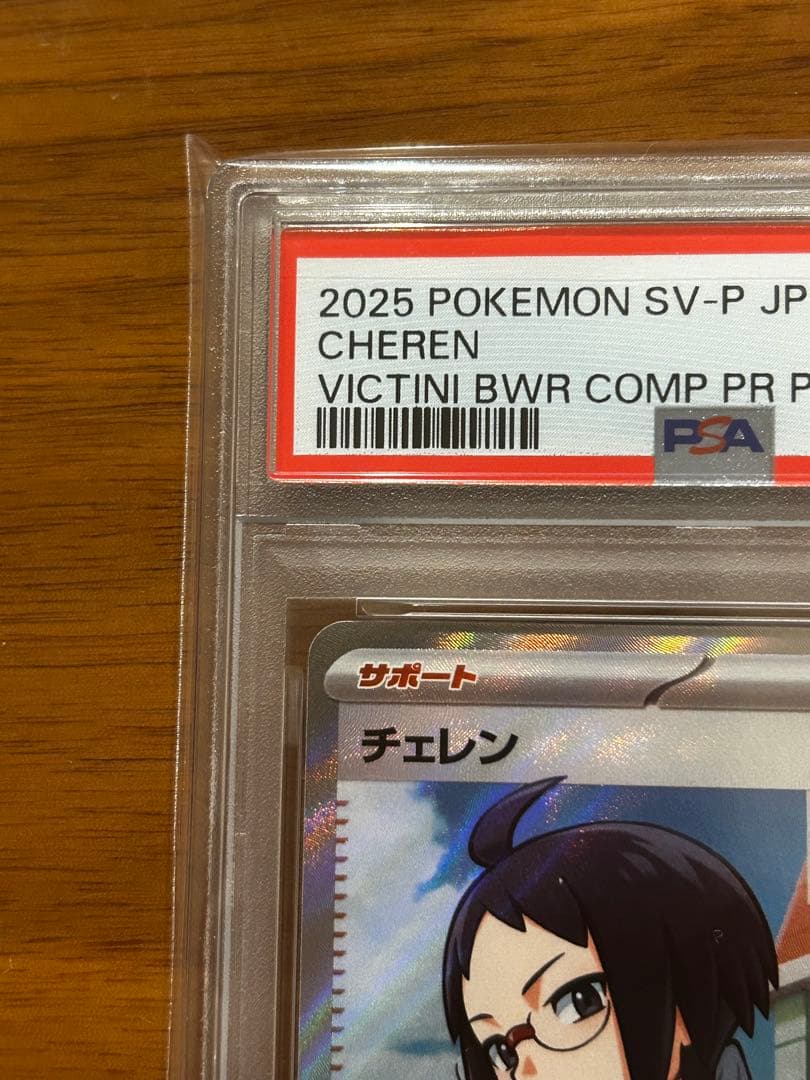 2025 POKEMON SV-P JP
CHEREN
VICTINI BWR COMP PR P
PSA
サポート
チェレン